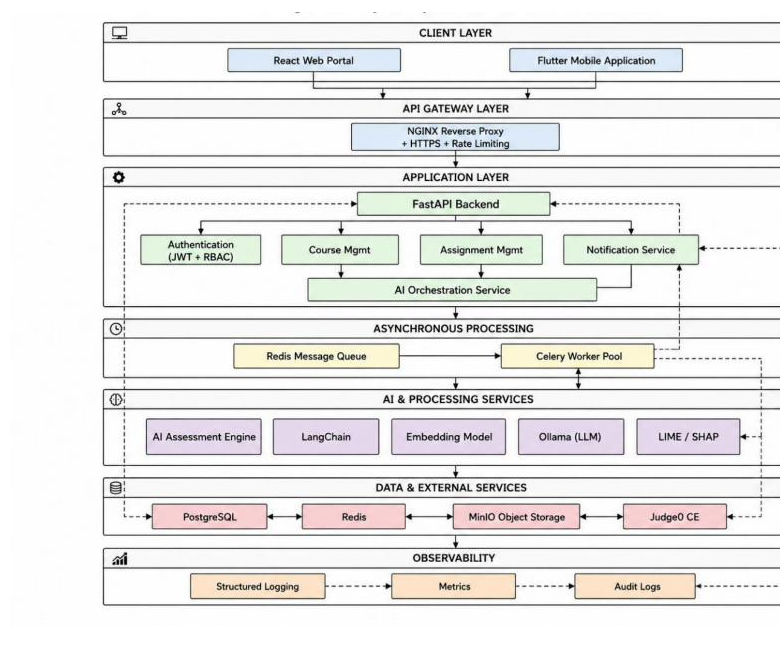 CLIENT LAYER
React Web Portal
Flutter Mobile Application
API GATEWAY LAYER
NGINX Reverse Proxy
+ HTTPS + Rate Limiting
APPLICATION LAYER
FastAPI Backend
Authentication
(JWT + RBAC)
Course Mgmt
Assignment Mgmt
Notification Service
AI Orchestration Service
ASYNCHRONOUS PROCESSING
Redis Message Queue
Celery Worker Pool
AI & PROCESSING SERVICES
AI Assessment Engine
LangChain
Embedding Model
Ollama (LLM)
LIME / SHAP
DATA & EXTERNAL SERVICES
PostgreSQL
Redis
MinIO Object Storage
Judge0 CE
OBSERVABILITY
Structured Logging
Metrics
Audit Logs